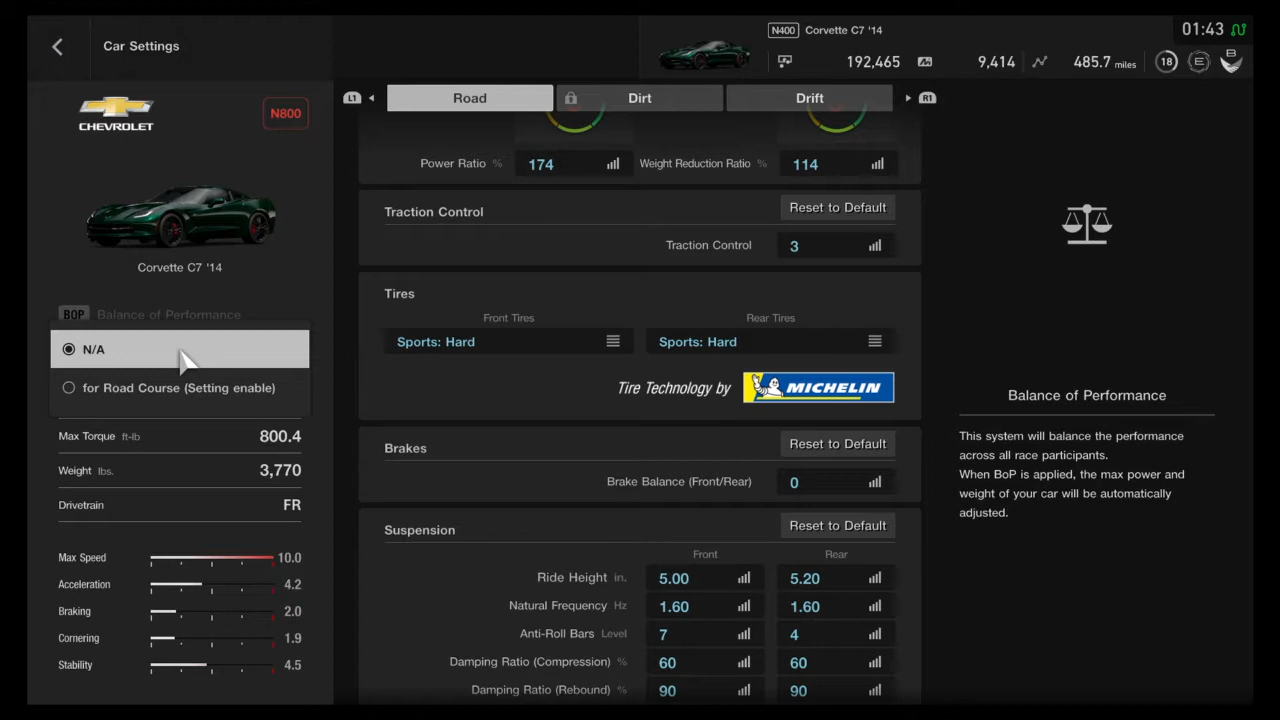 Car Settings
N400 Corvette C7 '14
01:43
192,465
9,414
485.7 miles
18
E
B
CHEVROLET
N800
Corvette C7 '14
BOP Balance of Performance
N/A
for Road Course (Setting enable)
Max Torque ft-lb 800.4
Weight lbs. 3,770
Drivetrain FR
Max Speed 10.0
Acceleration 4.2
Braking 2.0
Cornering 1.9
Stability 4.5
L1 Road Dirt Drift R1
Power Ratio % 174 Weight Reduction Ratio % 114
Traction Control Reset to Default
Traction Control 3
Tires
Front Tires Rear Tires
Sports: Hard Sports: Hard
Tire Technology by MICHELIN
Brakes Reset to Default
Brake Balance (Front/Rear) 0
Suspension Reset to Default
Front Rear
Ride Height in. 5.00 5.20
Natural Frequency Hz 1.60 1.60
Anti-Roll Bars Level 7 4
Damping Ratio (Compression) % 60 60
Damping Ratio (Rebound) % 90 90
Balance of Performance
This system will balance the performance
across all race participants.
When BoP is applied, the max power and
weight of your car will be automatically
adjusted.